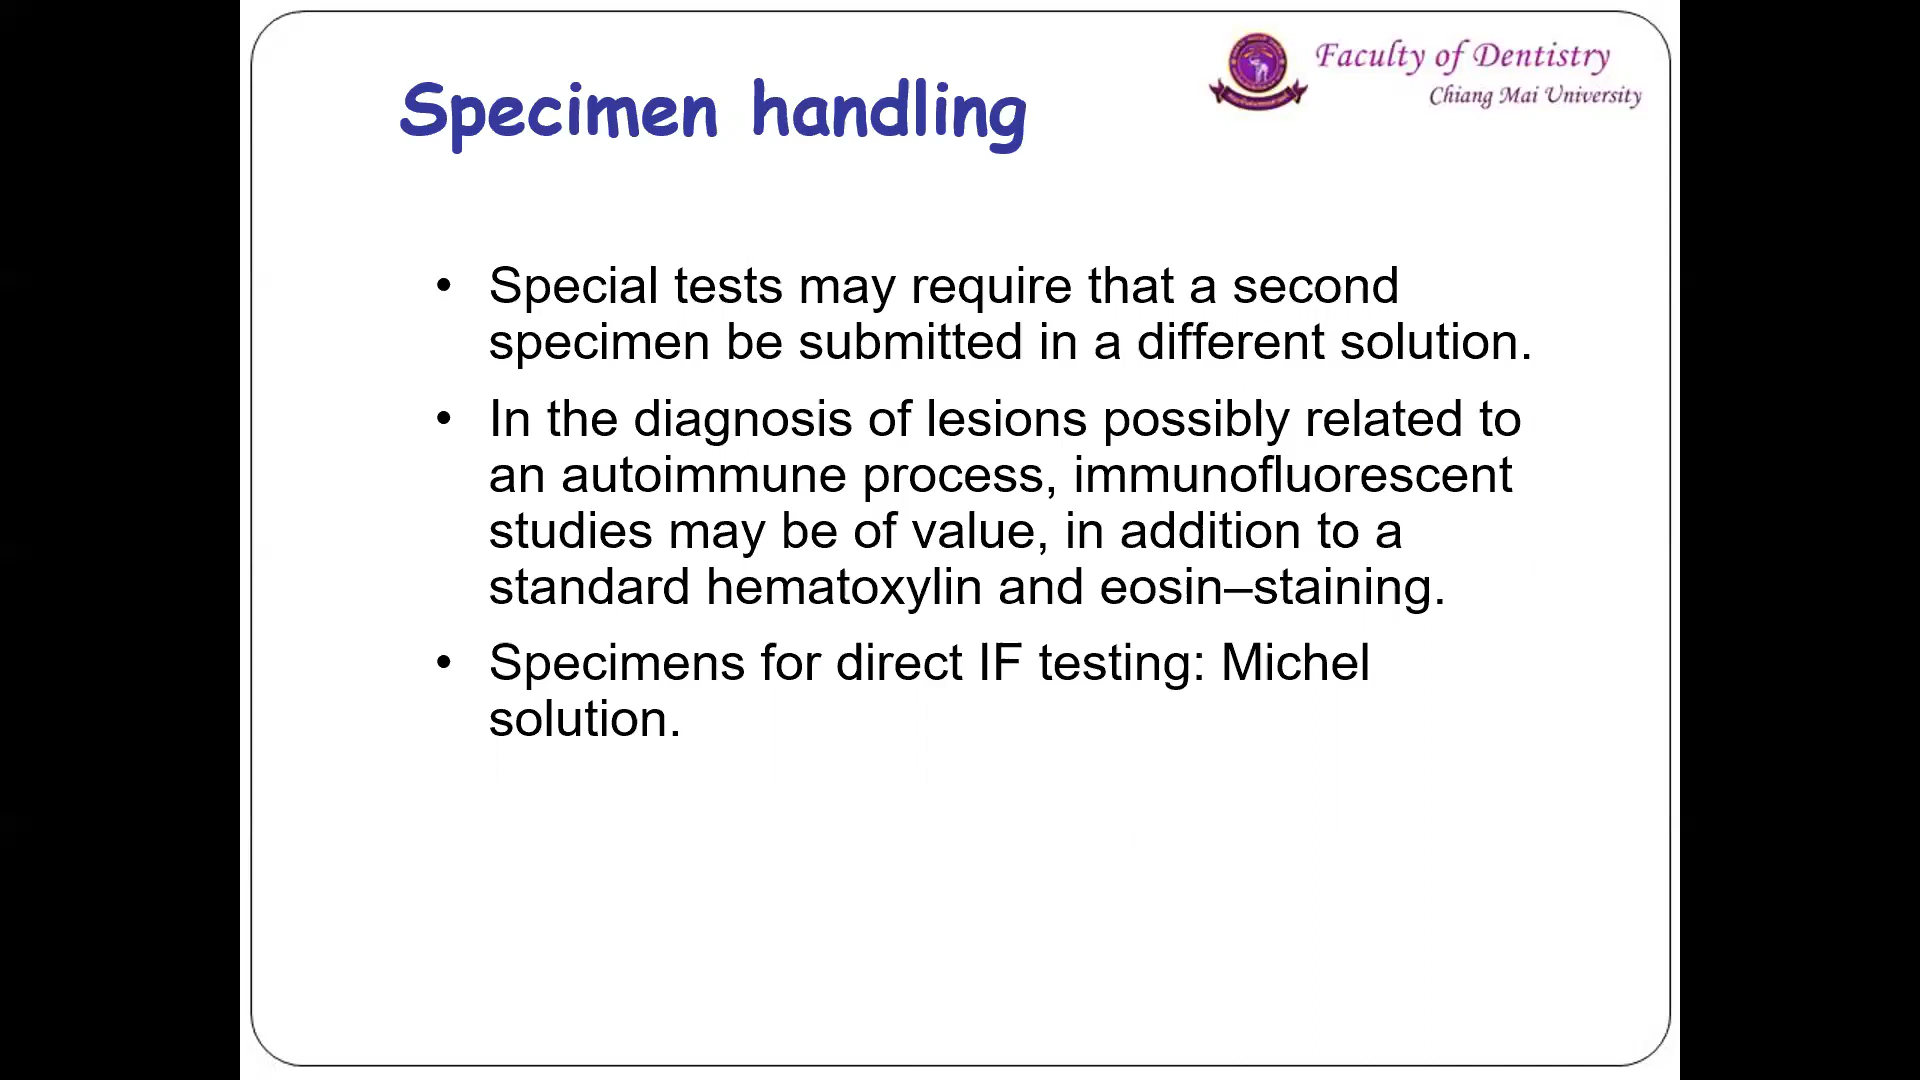 Faculty of Dentistry
Chiang Mai University
Specimen handling
• Special tests may require that a second
specimen be submitted in a different solution.
• In the diagnosis of lesions possibly related to
an autoimmune process, immunofluorescent
studies may be of value, in addition to a
standard hematoxylin and eosin–staining.
• Specimens for direct IF testing: Michel
solution.